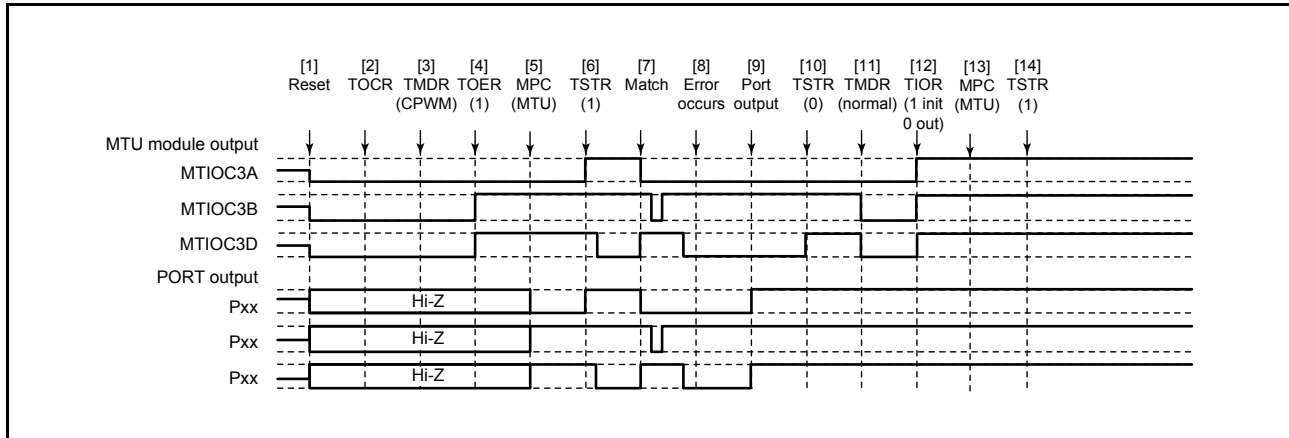 [1] [2] [3] [4] [5] [6] [7] [8] [9] [10] [11] [12] [13] [14]
Reset TOCR TMDR TOER MPC TSTR Match Error Port TSTR TMDR TIOR MPC TSTR
(CPWM) (1) (MTU) (1) occurs output (0) (normal) (1 init (MTU) (1)
0 out)
MTU module output
MTIOC3A
MTIOC3B
MTIOC3D
PORT output
Pxx Hi-Z
Pxx Hi-Z
Pxx Hi-Z